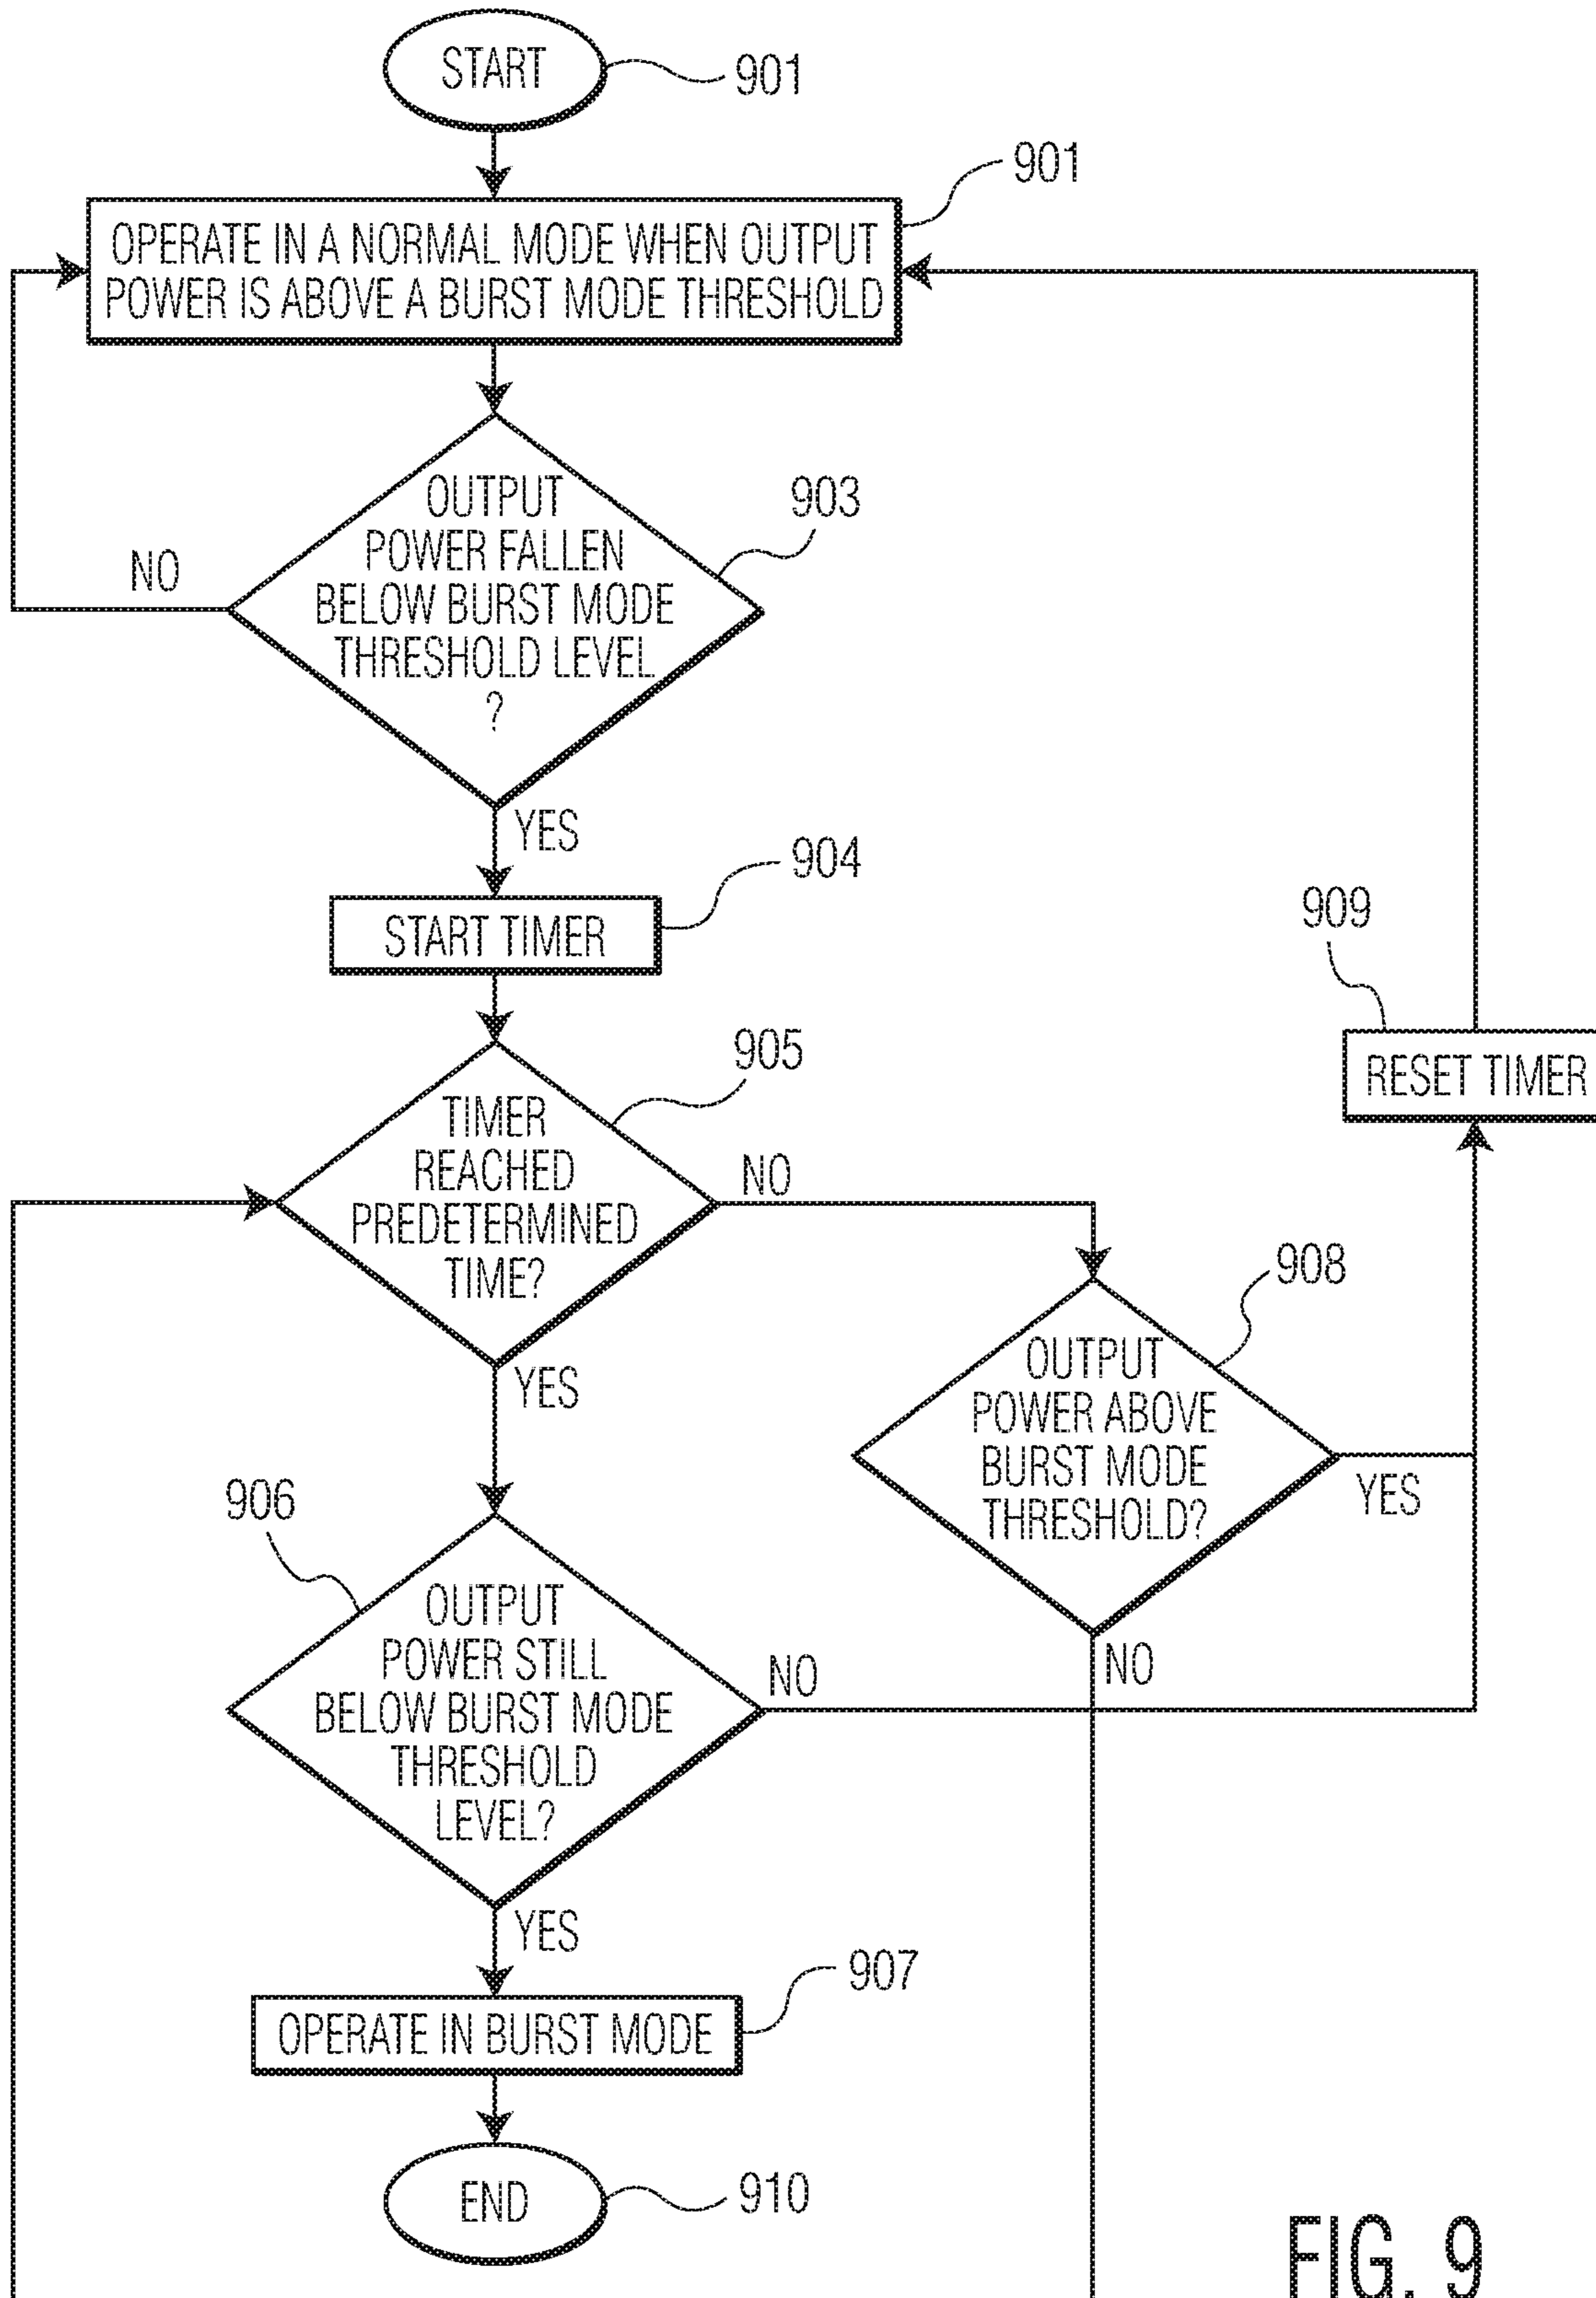 START
901
901
OPERATE IN A NORMAL MODE WHEN OUTPUT
POWER IS ABOVE A BURST MODE THRESHOLD
OUTPUT
POWER FALLEN
BELOW BURST MODE
THRESHOLD LEVEL
?
903
NO
YES
904
START TIMER
909
RESET TIMER
905
TIMER
REACHED
PREDETERMINED
TIME?
NO
YES
908
OUTPUT
POWER ABOVE
BURST MODE
THRESHOLD?
YES
NO
906
OUTPUT
POWER STILL
BELOW BURST MODE
THRESHOLD
LEVEL?
NO
YES
907
OPERATE IN BURST MODE
END
910
FIG. 9